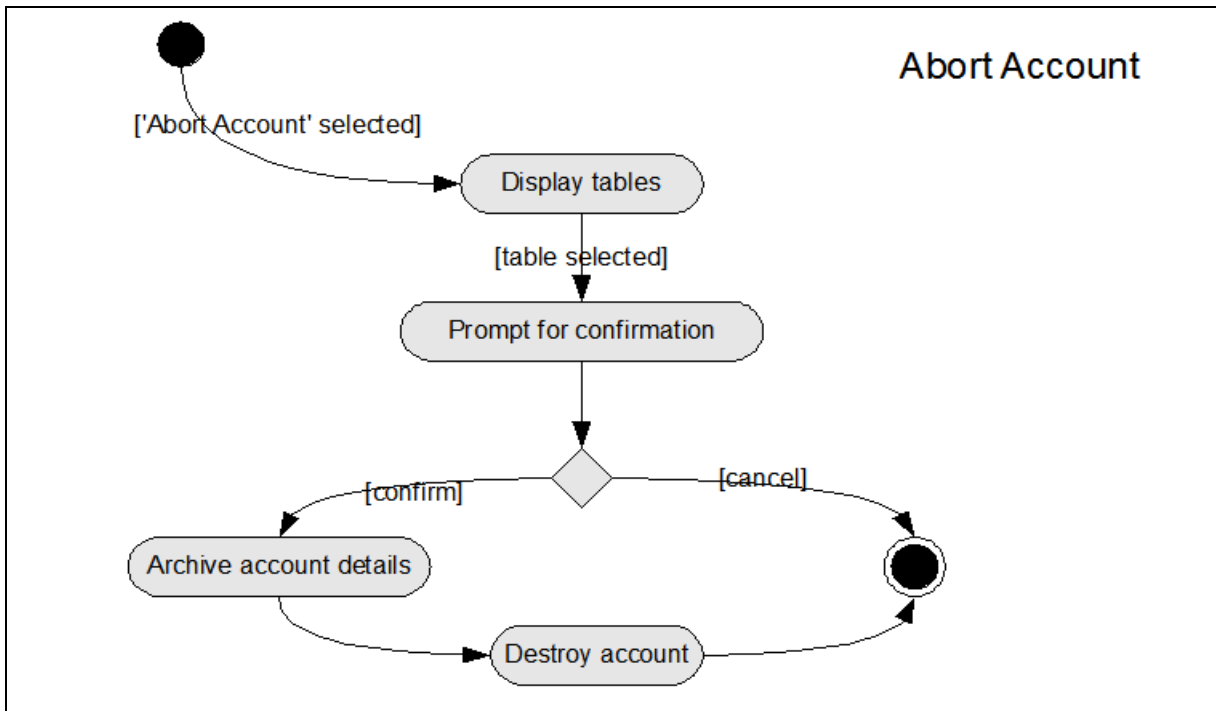 Abort Account
['Abort Account' selected]
Display tables
[table selected]
Prompt for confirmation
[confirm]
[cancel]
Archive account details
Destroy account